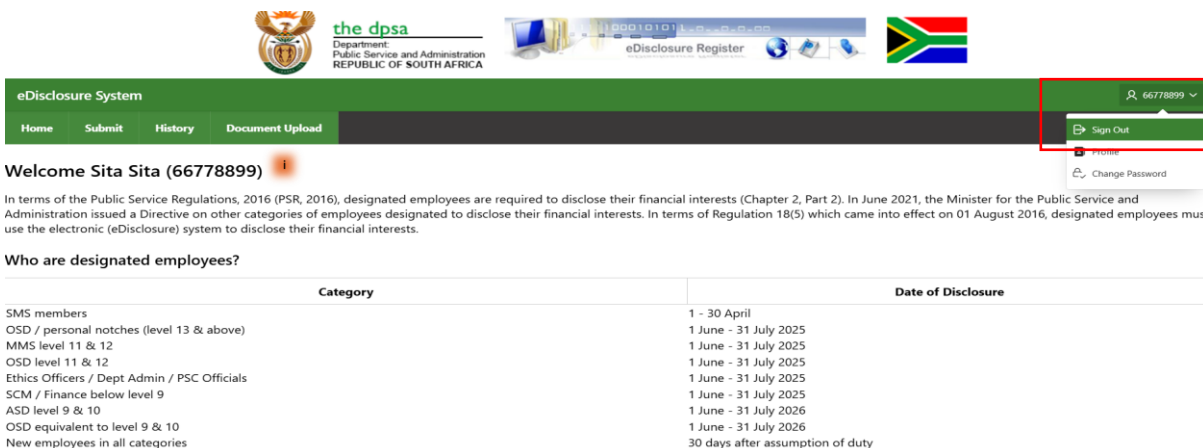 the dpsa
Department:
Public Service and Administration
REPUBLIC OF SOUTH AFRICA
eDisclosure Register
eDisclosure System
66778899
Home Submit History Document Upload
Sign Out
Profile
Change Password
Welcome Sita Sita (66778899) i
In terms of the Public Service Regulations, 2016 (PSR, 2016), designated employees are required to disclose their financial interests (Chapter 2, Part 2). In June 2021, the Minister for the Public Service and
Administration issued a Directive on other categories of employees designated to disclose their financial interests. In terms of Regulation 18(5) which came into effect on 01 August 2016, designated employees mus
use the electronic (eDisclosure) system to disclose their financial interests.
Who are designated employees?
Category Date of Disclosure
SMS members 1 - 30 April
OSD / personal notches (level 13 & above) 1 June - 31 July 2025
MMS level 11 & 12 1 June - 31 July 2025
OSD level 11 & 12 1 June - 31 July 2025
Ethics Officers / Dept Admin / PSC Officials 1 June - 31 July 2025
SCM / Finance below level 9 1 June - 31 July 2025
ASD level 9 & 10 1 June - 31 July 2026
OSD equivalent to level 9 & 10 1 June - 31 July 2026
New employees in all categories 30 days after assumption of duty